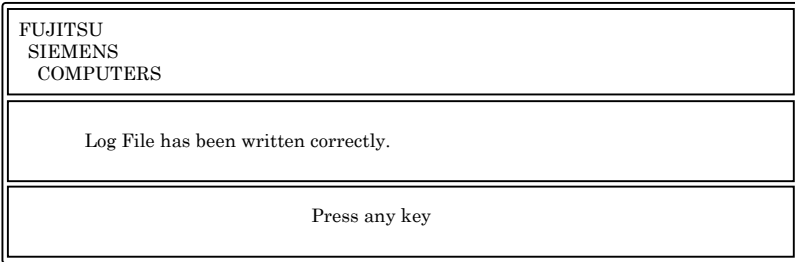 FUJITSU
SIEMENS
COMPUTERS
Log File has been written correctly.
Press any key